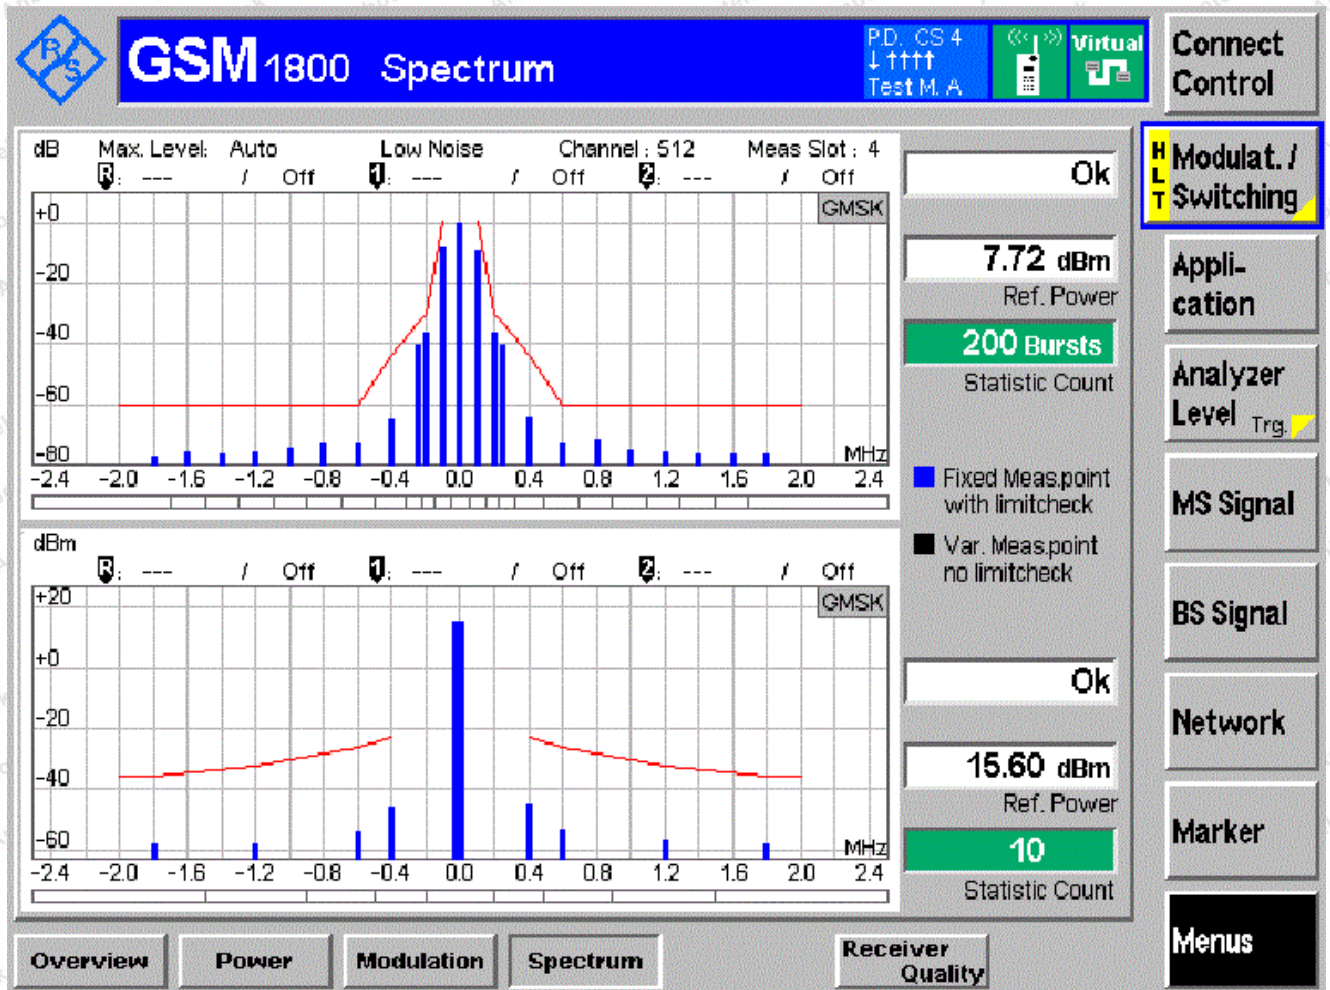 R S
GSM 1800 Spectrum
P.D. CS 4
↓↑↑↑↑
Test M. A
Virtual
Connect
Control
dB Max. Level: Auto Low Noise Channel : 512 Meas Slot : 4
R : --- / Off 1 : --- / Off 2 : --- / Off
GMSK
+0
-20
-40
-60
-80
MHz
-2.4 -2.0 -1.6 -1.2 -0.8 -0.4 0.0 0.4 0.8 1.2 1.6 2.0 2.4
Ok
7.72 dBm
Ref. Power
200 Bursts
Statistic Count
Fixed Meas.point
with limitcheck
Var. Meas.point
no limitcheck
dBm
R : --- / Off 1 : --- / Off 2 : --- / Off
GMSK
+20
+0
-20
-40
-60
MHz
-2.4 -2.0 -1.6 -1.2 -0.8 -0.4 0.0 0.4 0.8 1.2 1.6 2.0 2.4
Ok
15.60 dBm
Ref. Power
10
Statistic Count
HLT
Modulat. /
Switching
Appli-
cation
Analyzer
Level Trg.
MS Signal
BS Signal
Network
Marker
Menus
Overview
Power
Modulation
Spectrum
Receiver
Quality